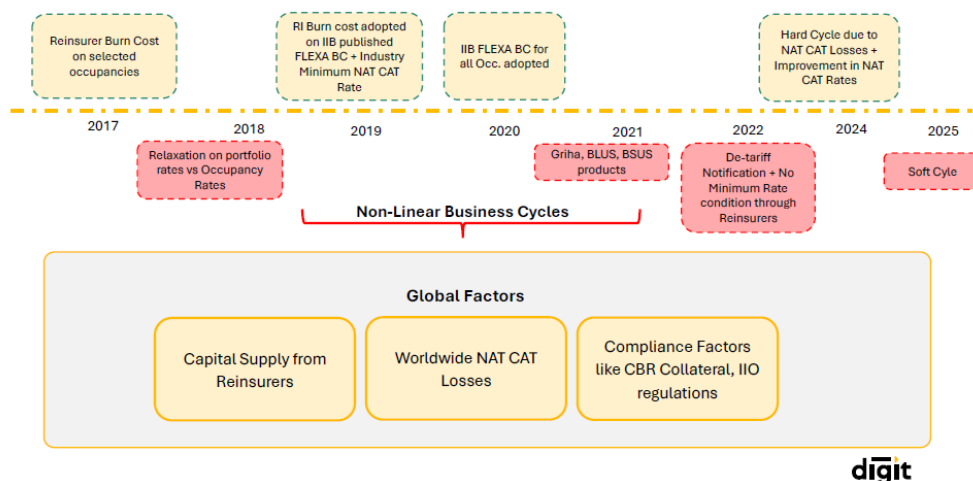 Reinsurer Burn Cost
on selected
occupancies
RI Burn cost adopted
on IIB published
FLEXA BC + Industry
Minimum NAT CAT
Rate
IIB FLEXA BC for
all Occ. adopted
Hard Cycle due to
NAT CAT Losses +
Improvement in NAT
CAT Rates
2017
2018
2019
2020
2021
2022
2024
2025
Relaxation on portfolio
rates vs Occupancy
Rates
Griha, BLUS, BSUS
products
De-tariff
Notification + No
Minimum Rate
condition through
Reinsurers
Soft Cyle
Non-Linear Business Cycles
Global Factors
Capital Supply from
Reinsurers
Worldwide NAT CAT
Losses
Compliance Factors
like CBR Collateral, IIO
regulations
digit